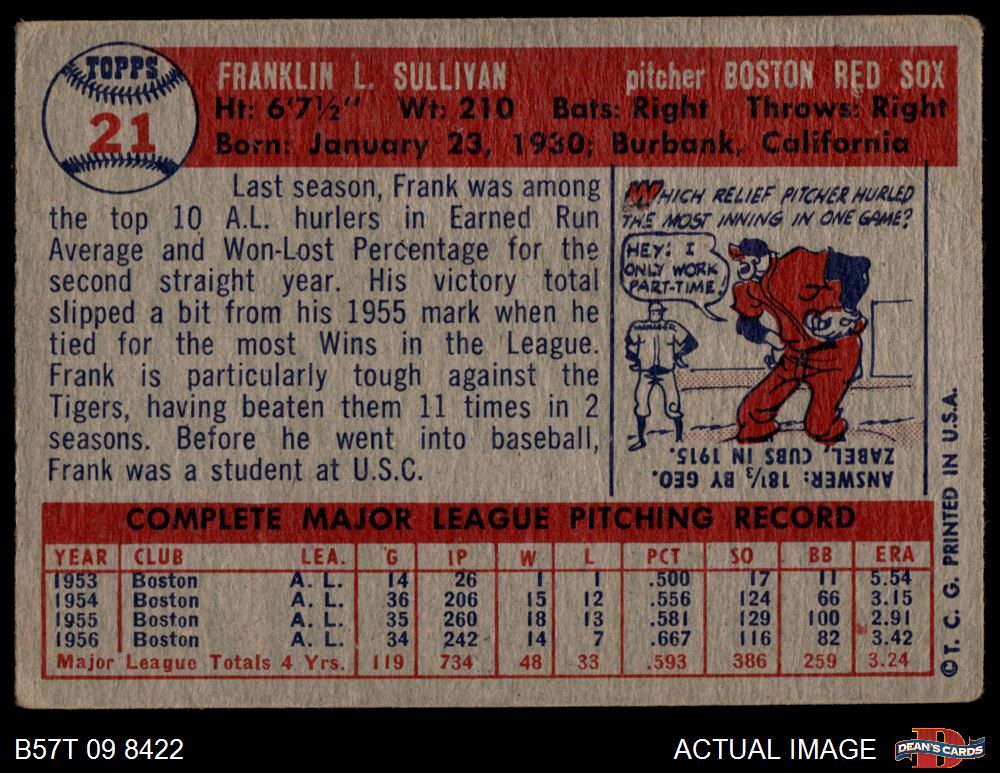 TOPPS
21
FRANKLIN L. SULLIVAN pitcher BOSTON RED SOX
Ht: 6'7½" Wt: 210 Bats: Right Throws: Right
Born: January 23, 1930; Burbank, California
Last season, Frank was among
the top 10 A.L. hurlers in Earned Run
Average and Won-Lost Percentage for the
second straight year. His victory total
slipped a bit from his 1955 mark when he
tied for the most Wins in the League.
Frank is particularly tough against the
Tigers, having beaten them 11 times in 2
seasons. Before he went into baseball,
Frank was a student at U.S.C.
WHICH RELIEF PITCHER HURLED
THE MOST INNING IN ONE GAME?
HEY! I
ONLY WORK
PART-TIME!
MANAGER
ANSWER: 18⅓ BY GEO.
ZABEL, CUBS IN 1915.
COMPLETE MAJOR LEAGUE PITCHING RECORD
YEAR CLUB LEA. G IP W L PCT SO BB ERA
1953 Boston A. L. 14 26 1 1 .500 17 11 5.54
1954 Boston A. L. 36 206 15 12 .556 124 66 3.15
1955 Boston A. L. 35 260 18 13 .581 129 100 2.91
1956 Boston A. L. 34 242 14 7 .667 116 82 3.42
Major League Totals 4 Yrs. 119 734 48 33 .593 386 259 3.24
©T. C. G. PRINTED IN U.S.A.
B57T 09 8422
ACTUAL IMAGE
DEAN'S CARDS